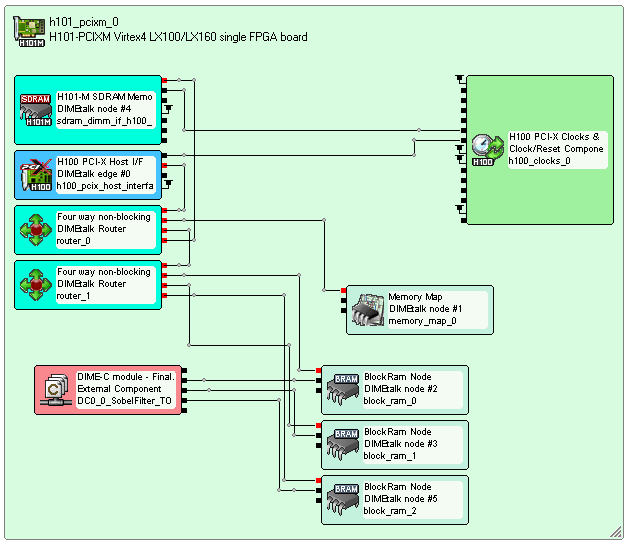 h101_pcixm_0
H101-PCIXM Virtex4 LX100/LX160 single FPGA board
H101M
SDRAM
H101M
H101-M SDRAM Memo
DIMEtalk node #4
sdram_dimm_if_h100_
H100
H100 PCI-X Host I/F
DIMEtalk edge #0
h100_pcix_host_interfa
Four way non-blocking
DIMEtalk Router
router_0
Four way non-blocking
DIMEtalk Router
router_1
H100
H100 PCI-X Clocks &
Clock/Reset Compone
h100_clocks_0
Memory Map
DIMEtalk node #1
memory_map_0
C
DIME-C module - Final.
External Component
DC0_0_SobelFilter_TO
BRAM
BlockRam Node
DIMEtalk node #2
block_ram_0
BRAM
BlockRam Node
DIMEtalk node #3
block_ram_1
BRAM
BlockRam Node
DIMEtalk node #5
block_ram_2